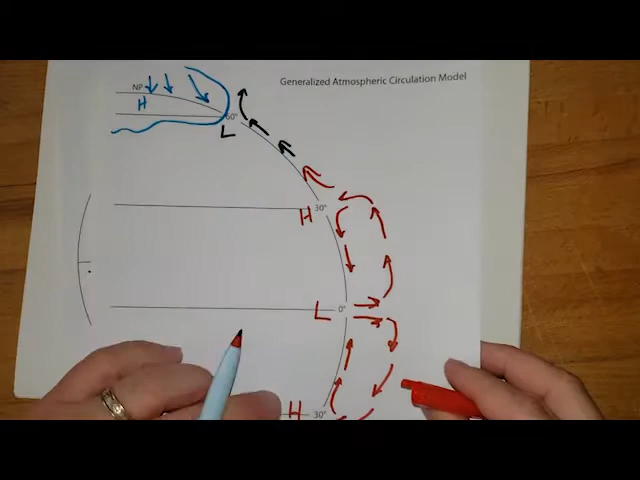 Generalized Atmospheric Circulation Model
NP
H
60°
L
H 30°
L 0°
H 30°